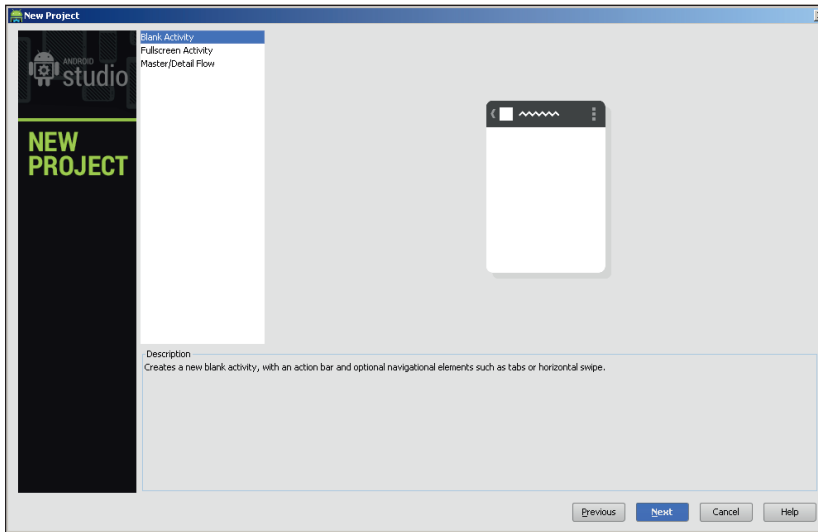 New Project
ANDROID
studio
NEW
PROJECT
Blank Activity
Fullscreen Activity
Master/Detail Flow
Description
Creates a new blank activity, with an action bar and optional navigational elements such as tabs or horizontal swipe.
Previous
Next
Cancel
Help